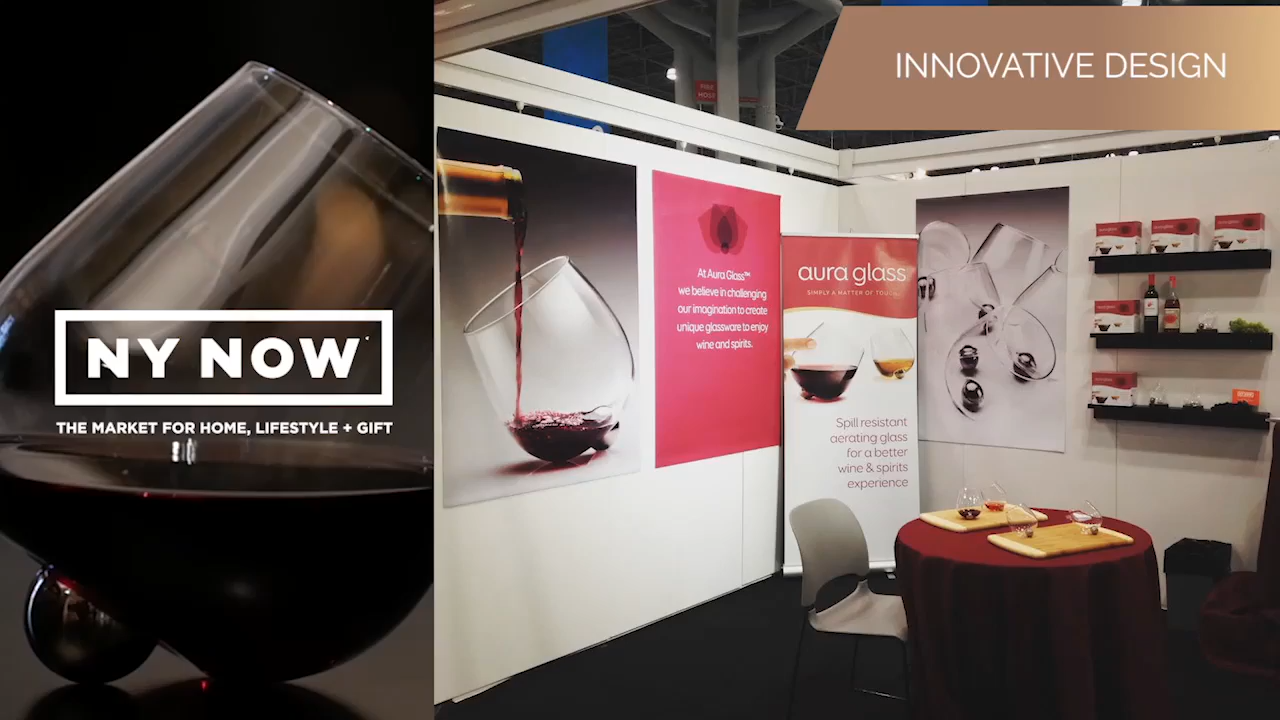 INNOVATIVE DESIGN
NY NOW
THE MARKET FOR HOME, LIFESTYLE + GIFT
At Aura Glass™
we believe in challenging
our imagination to create
unique glassware to enjoy
wine and spirits.
aura glass
SIMPLY A MATTER OF TOUCH
Spill resistant
aerating glass
for a better
wine & spirits
experience